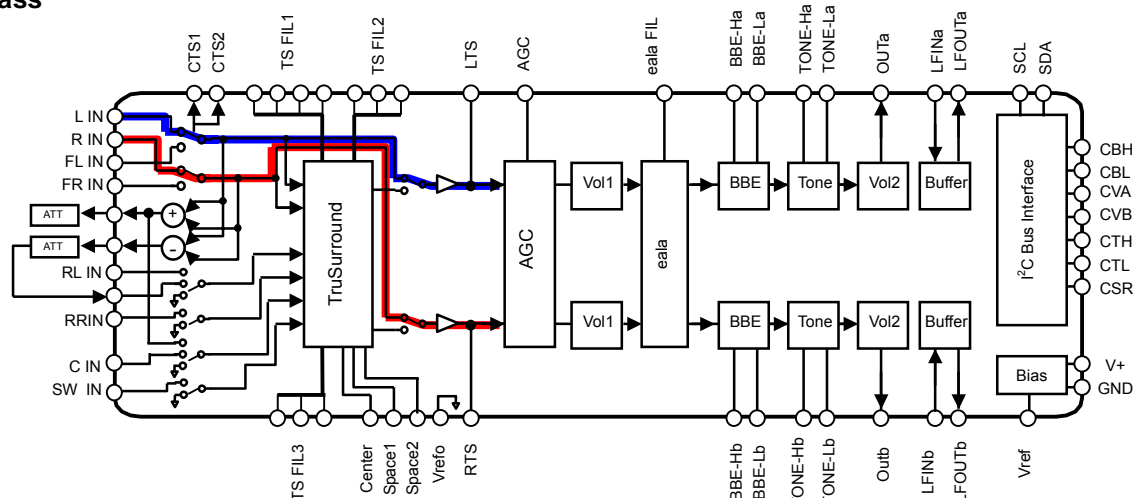 ass
CTS1
CTS2
TS FIL1
TS FIL2
LTS
AGC
eala FIL
BBE-Ha
BBE-La
TONE-Ha
TONE-La
OUTa
LFINa
LFOUTa
SCL
SDA
L IN
R IN
FL IN
FR IN
ATT
+
ATT
-
RL IN
RRIN
C IN
SW IN
TruSurround
AGC
Vol1
eala
BBE
Tone
Vol2
Buffer
Vol1
BBE
Tone
Vol2
Buffer
I²C Bus Interface
Bias
CBH
CBL
CVA
CVB
CTH
CTL
CSR
V+
GND
TS FIL3
Center
Space1
Space2
Vrefo
RTS
BBE-Hb
BBE-Lb
TONE-Hb
TONE-Lb
Outb
LFINb
LFOUTb
Vref